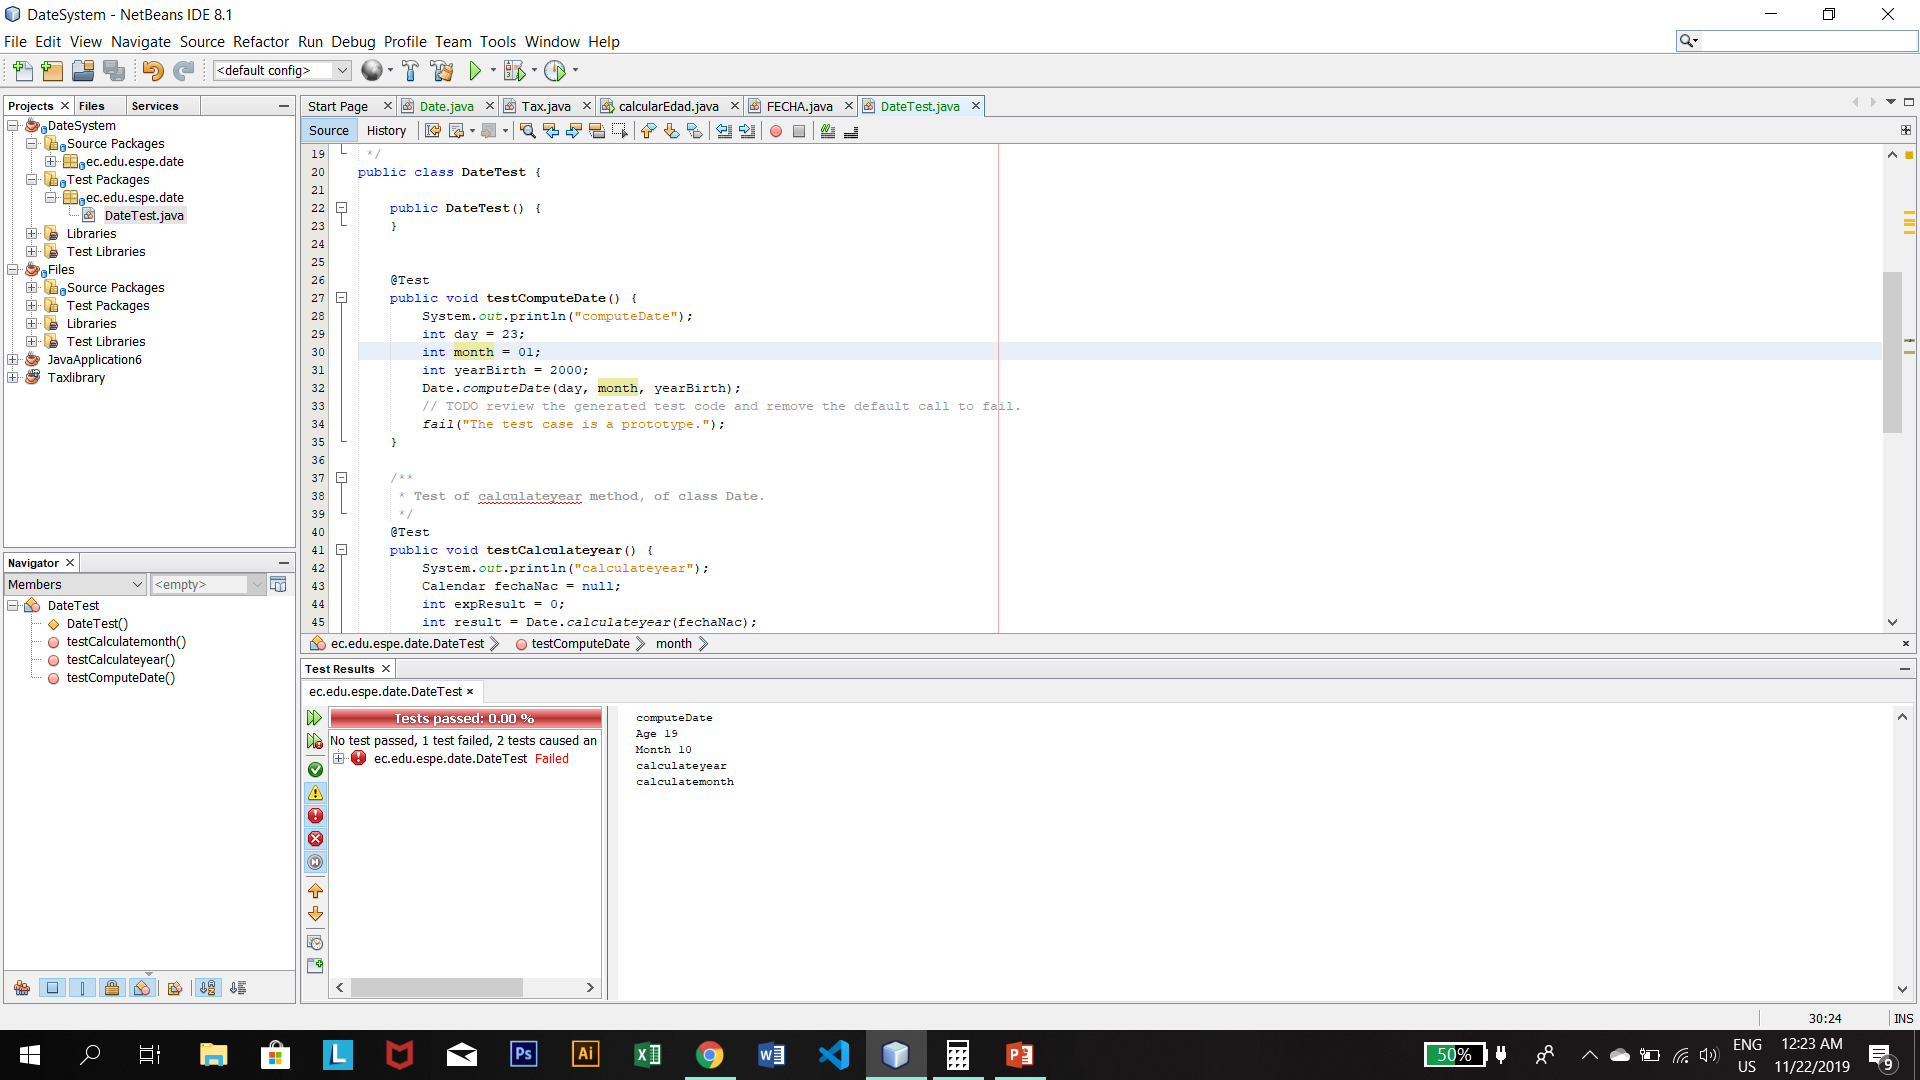 DateSystem - NetBeans IDE 8.1
File Edit View Navigate Source Refactor Run Debug Profile Team Tools Window Help
<default config>
Projects Files Services
DateSystem
Source Packages
ec.edu.espe.date
Test Packages
ec.edu.espe.date
DateTest.java
Libraries
Test Libraries
Files
Source Packages
Test Packages
Libraries
Test Libraries
JavaApplication6
Taxlibrary
Navigator
Members <empty>
DateTest
DateTest()
testCalculatemonth()
testCalculateyear()
testComputeDate()
Start Page Date.java Tax.java calcularEdad.java FECHA.java DateTest.java
Source History
19 */
20 public class DateTest {
21
22 public DateTest() {
23 }
24
25
26 @Test
27 public void testComputeDate() {
28 System.out.println("computeDate");
29 int day = 23;
30 int month = 01;
31 int yearBirth = 2000;
32 Date.computeDate(day, month, yearBirth);
33 // TODO review the generated test code and remove the default call to fail.
34 fail("The test case is a prototype.");
35 }
36
37 /**
38 * Test of calculateyear method, of class Date.
39 */
40 @Test
41 public void testCalculateyear() {
42 System.out.println("calculateyear");
43 Calendar fechaNac = null;
44 int expResult = 0;
45 int result = Date.calculateyear(fechaNac);
ec.edu.espe.date.DateTest testComputeDate month
Test Results
ec.edu.espe.date.DateTest
Tests passed: 0.00 %
No test passed, 1 test failed, 2 tests caused an
ec.edu.espe.date.DateTest Failed
computeDate
Age 19
Month 10
calculateyear
calculatemonth
30:24 INS
50%
ENG
US
12:23 AM
11/22/2019
9